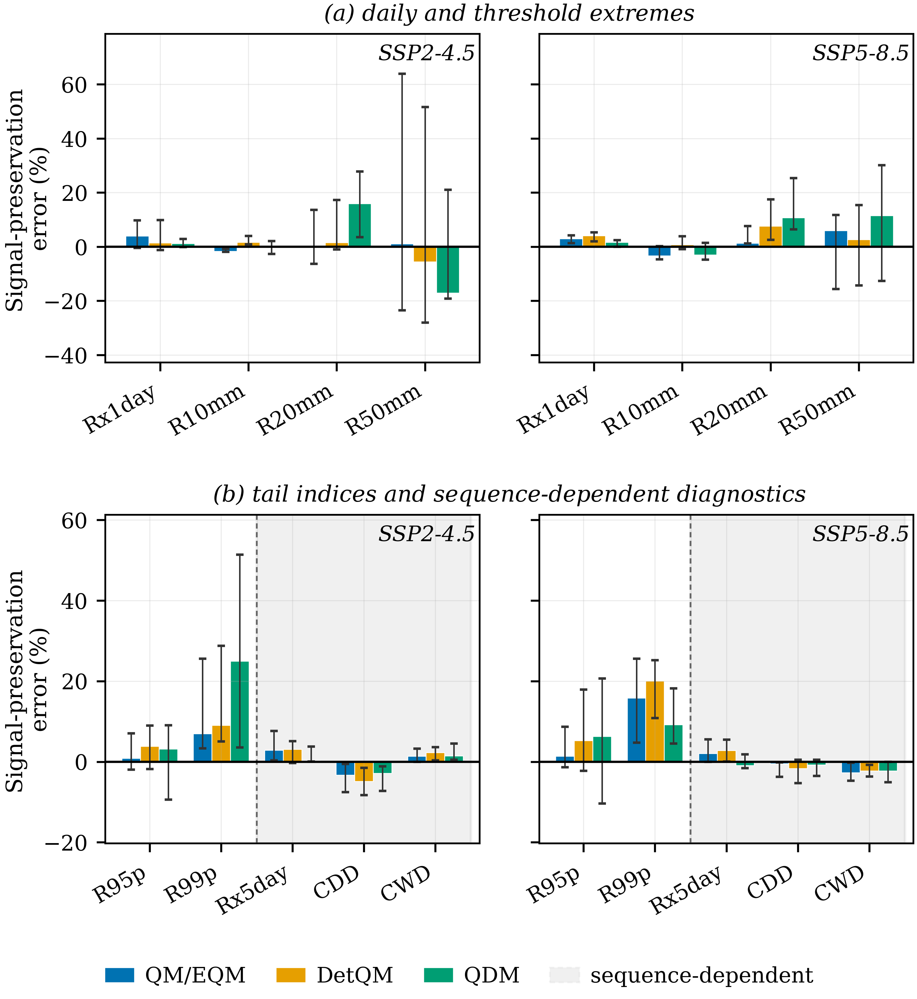 (a) daily and threshold extremes
SSP2-4.5
SSP5-8.5
Signal-preservation
error (%)
60
40
20
0
−20
−40
Rx1day
R10mm
R20mm
R50mm
Rx1day
R10mm
R20mm
R50mm
(b) tail indices and sequence-dependent diagnostics
SSP2-4.5
SSP5-8.5
Signal-preservation
error (%)
60
40
20
0
−20
R95p
R99p
Rx5day
CDD
CWD
R95p
R99p
Rx5day
CDD
CWD
QM/EQM
DetQM
QDM
sequence-dependent